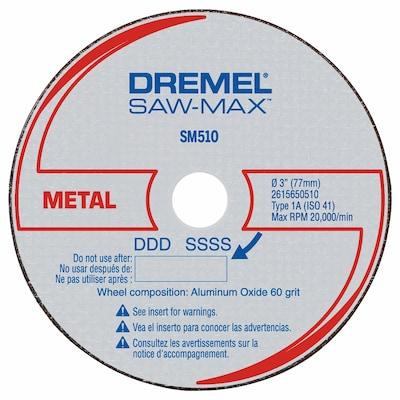 DREMEL
SAW-MAX™
SM510
METAL
Ø 3" (77mm)
2615650510
Type 1A (ISO 41)
Max RPM 20,000/min
DDD SSSS
Do not use after:
No usar después de:
Ne pas utiliser après :
Wheel composition: Aluminum Oxide 60 grit
See insert for warnings.
Vea el inserto para conocer las advertencias.
Consultez les avertissements sur la
notice d'accompagnement.